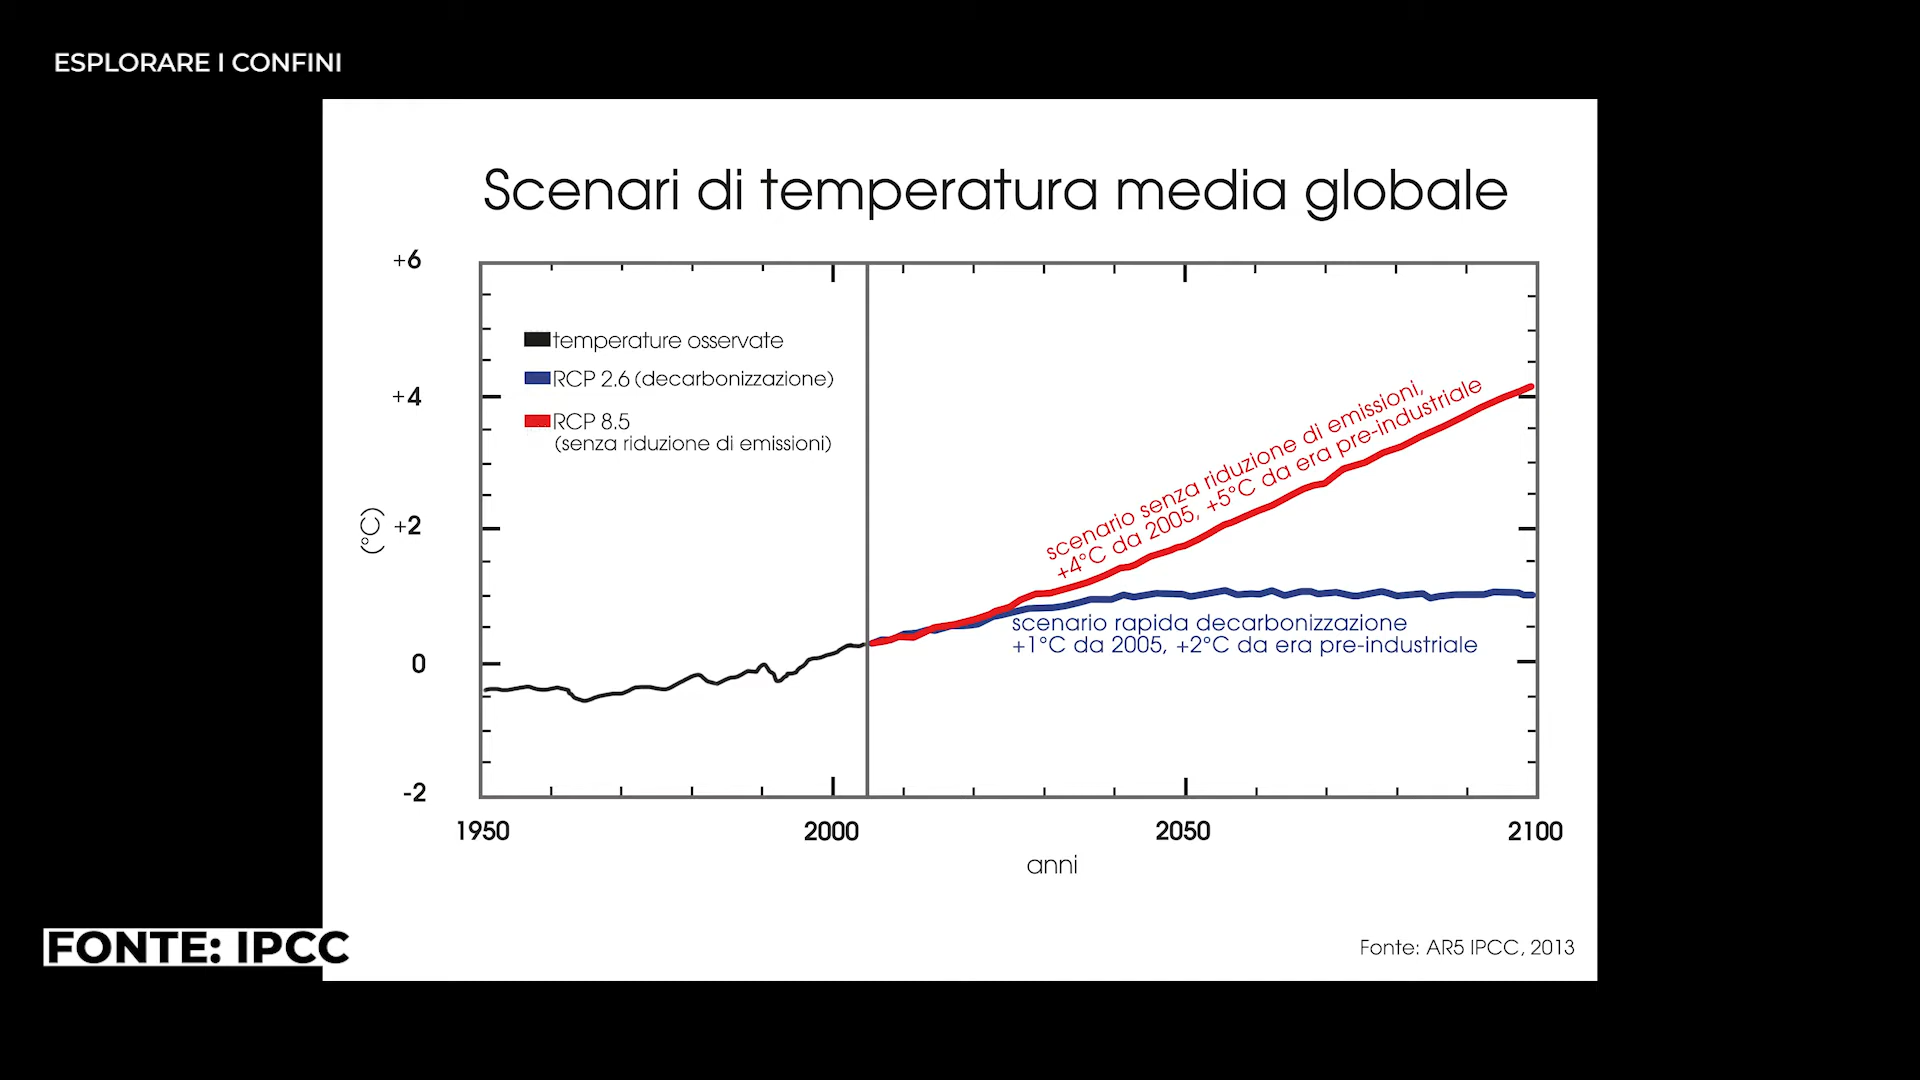 ESPLORARE I CONFINI
Scenari di temperatura media globale
+6
+4
+2
0
-2
(°C)
temperature osservate
RCP 2.6 (decarbonizzazione)
RCP 8.5
(senza riduzione di emissioni)
scenario senza riduzione di emissioni,
+4°C da 2005, +5°C da era pre-industriale
scenario rapida decarbonizzazione
+1°C da 2005, +2°C da era pre-industriale
1950
2000
2050
2100
anni
FONTE: IPCC
Fonte: AR5 IPCC, 2013